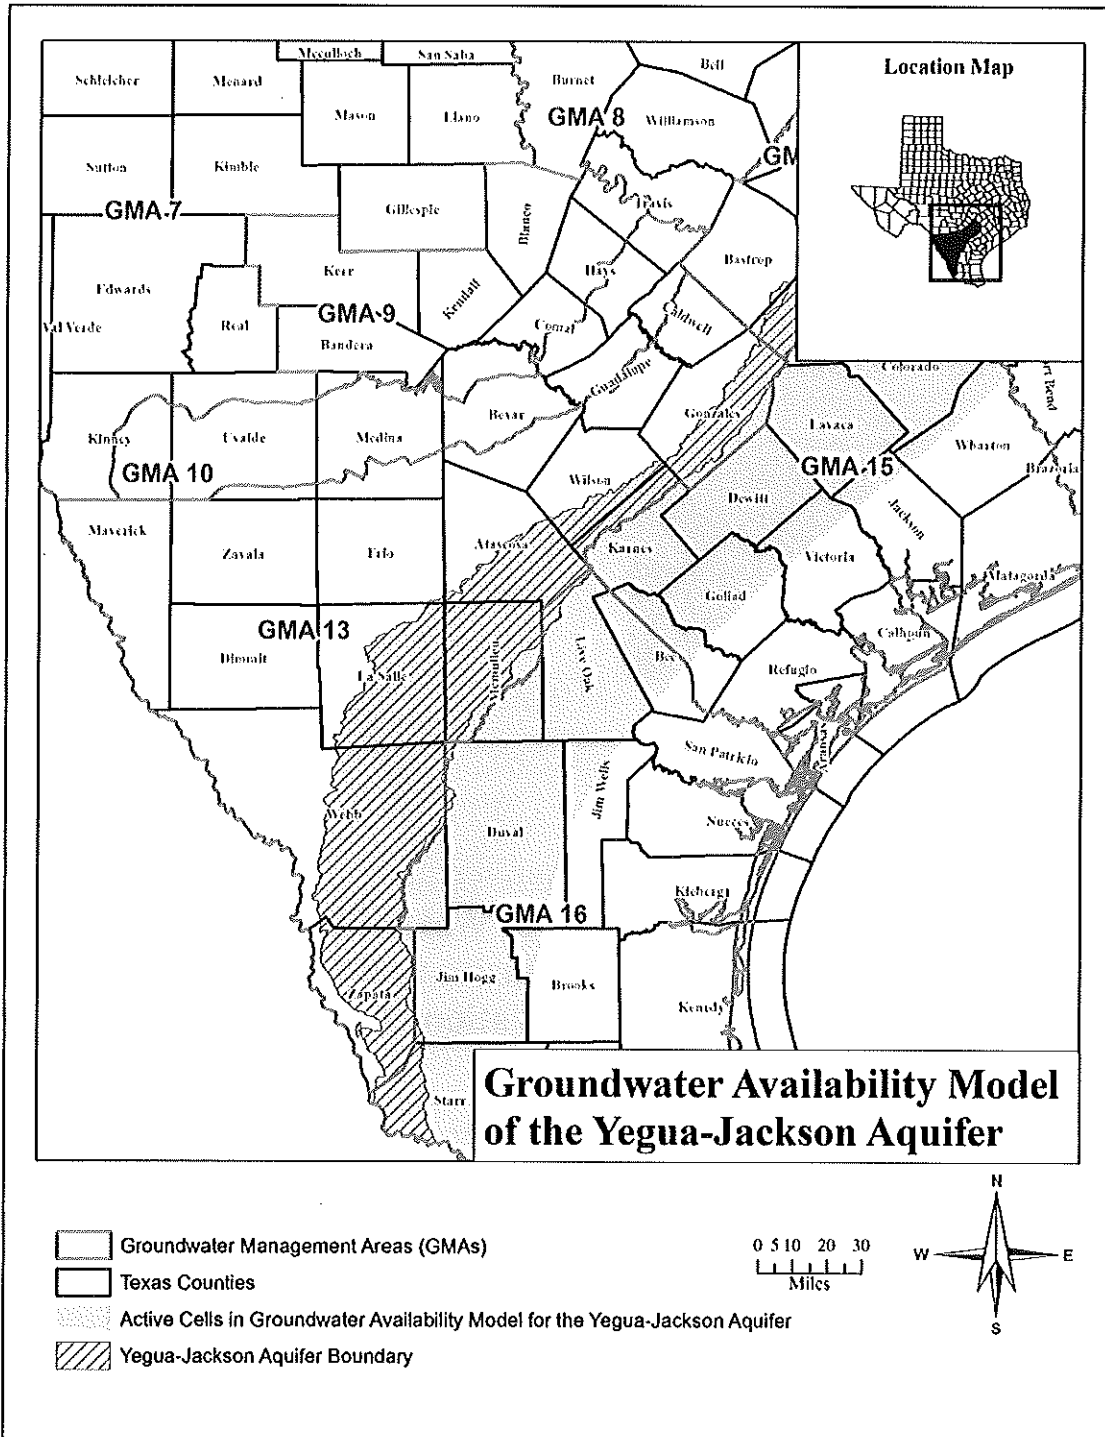 Mcculloch
San Saba
Location Map
Schleicher
Menard
Mason
Llano
Burnet
Bell
GMA 8
Williamson
GM
Sutton
Kimble
GMA 7
Gillespie
Blanco
Travis
Edwards
Kerr
Kendall
Hays
Bastrop
Val Verde
Real
GMA 9
Bandera
Comal
Caldwell
Guadalupe
Colorado
rt Bend
Kinney
Uvalde
Medina
Bexar
Gonzales
Lavaca
Wharton
GMA 10
GMA 15
Brazoria
Wilson
Dewitt
Jackson
Maverick
Zavala
Frio
Atascosa
Karnes
Victoria
Matagorda
Goliad
GMA 13
Calhoun
Dimmit
La Salle
Mcmullen
Live Oak
Bee
Refugio
San Patricio
Aransas
Webb
Duval
Jim Wells
Nueces
Kleberg
GMA 16
Zapata
Jim Hogg
Brooks
Kenedy
Starr
Groundwater Availability Model
of the Yegua-Jackson Aquifer
Groundwater Management Areas (GMAs)
Texas Counties
Active Cells in Groundwater Availability Model for the Yegua-Jackson Aquifer
Yegua-Jackson Aquifer Boundary
0 5 10 20 30
Miles
N
W
E
S